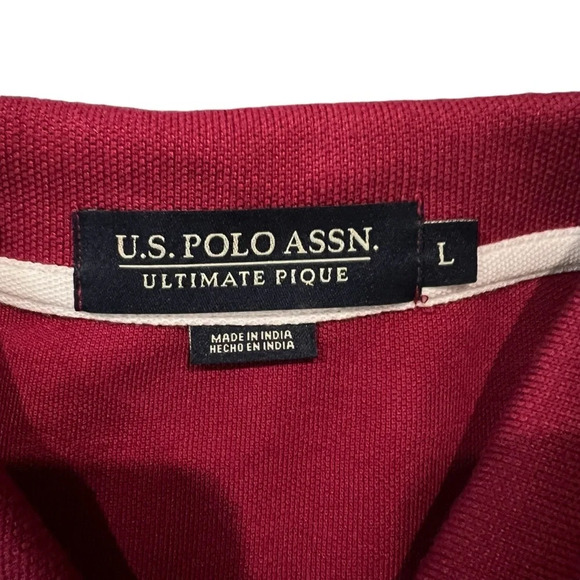 U.S. POLO ASSN.
ULTIMATE PIQUE
L
MADE IN INDIA
HECHO EN INDIA